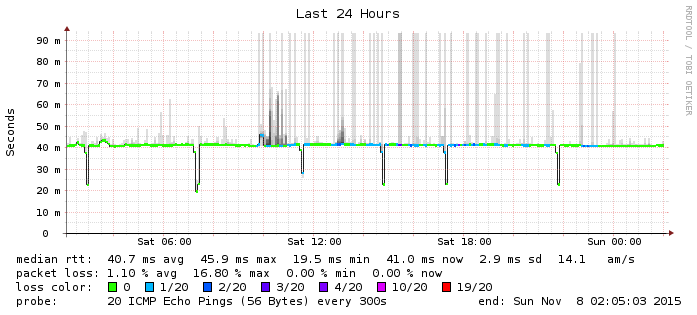 Last 24 Hours
RRDTOOL / TOBI OETIKER
Seconds
90 m
80 m
70 m
60 m
50 m
40 m
30 m
20 m
10 m
0
Sat 06:00 Sat 12:00 Sat 18:00 Sun 00:00
median rtt: 40.7 ms avg 45.9 ms max 19.5 ms min 41.0 ms now 2.9 ms sd 14.1 am/s
packet loss: 1.10 % avg 16.80 % max 0.00 % min 0.00 % now
loss color: 0 1/20 2/20 3/20 4/20 10/20 19/20
probe: 20 ICMP Echo Pings (56 Bytes) every 300s end: Sun Nov 8 02:05:03 2015